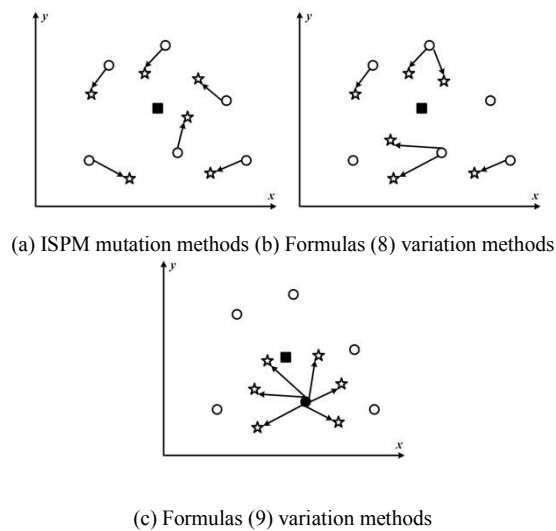 y
y
x
x
(a) ISPM mutation methods (b) Formulas (8) variation methods
y
x
(c) Formulas (9) variation methods